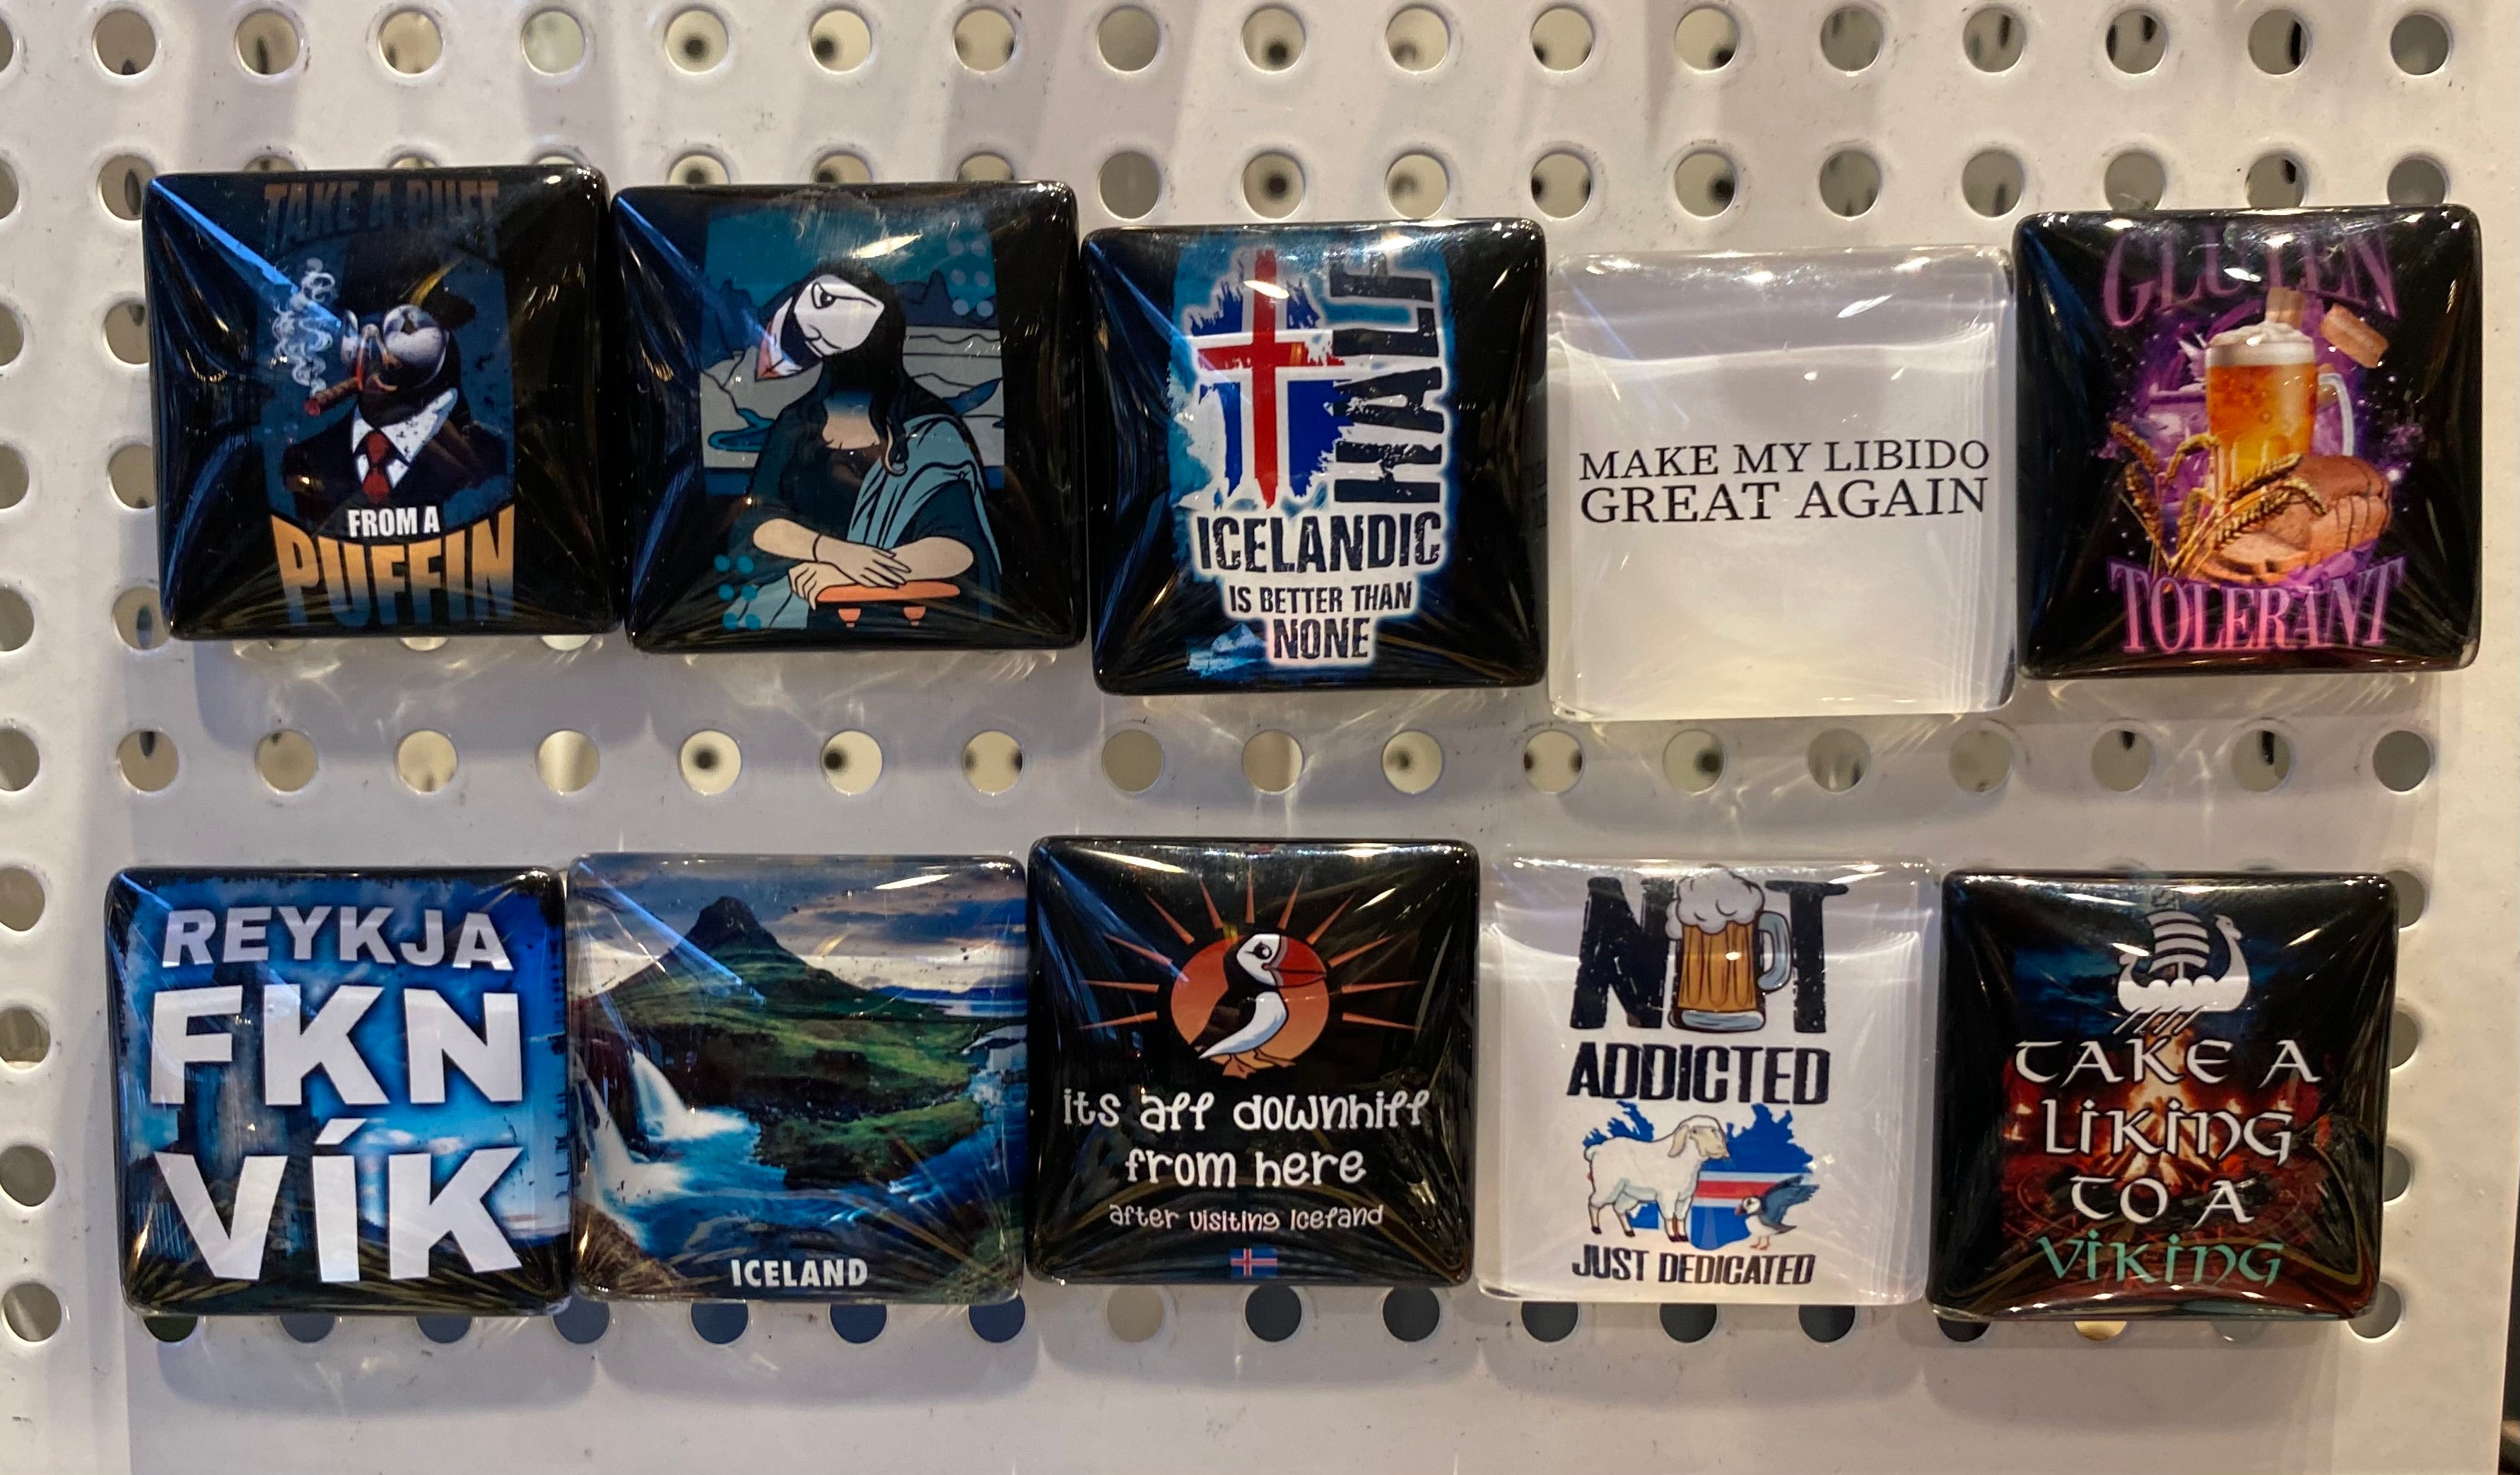 TAKE A PUFF
FROM A
PUFFIN
HALF
ICELANDIC
IS BETTER THAN
NONE
MAKE MY LIBIDO
GREAT AGAIN
GLUTEN
TOLERANT
REYKJA
FKN
VÍK
ICELAND
its all downhill
from here
after visiting Iceland
NOT
ADDICTED
JUST DEDICATED
TAKE A
LIKING
TO A
VIKING